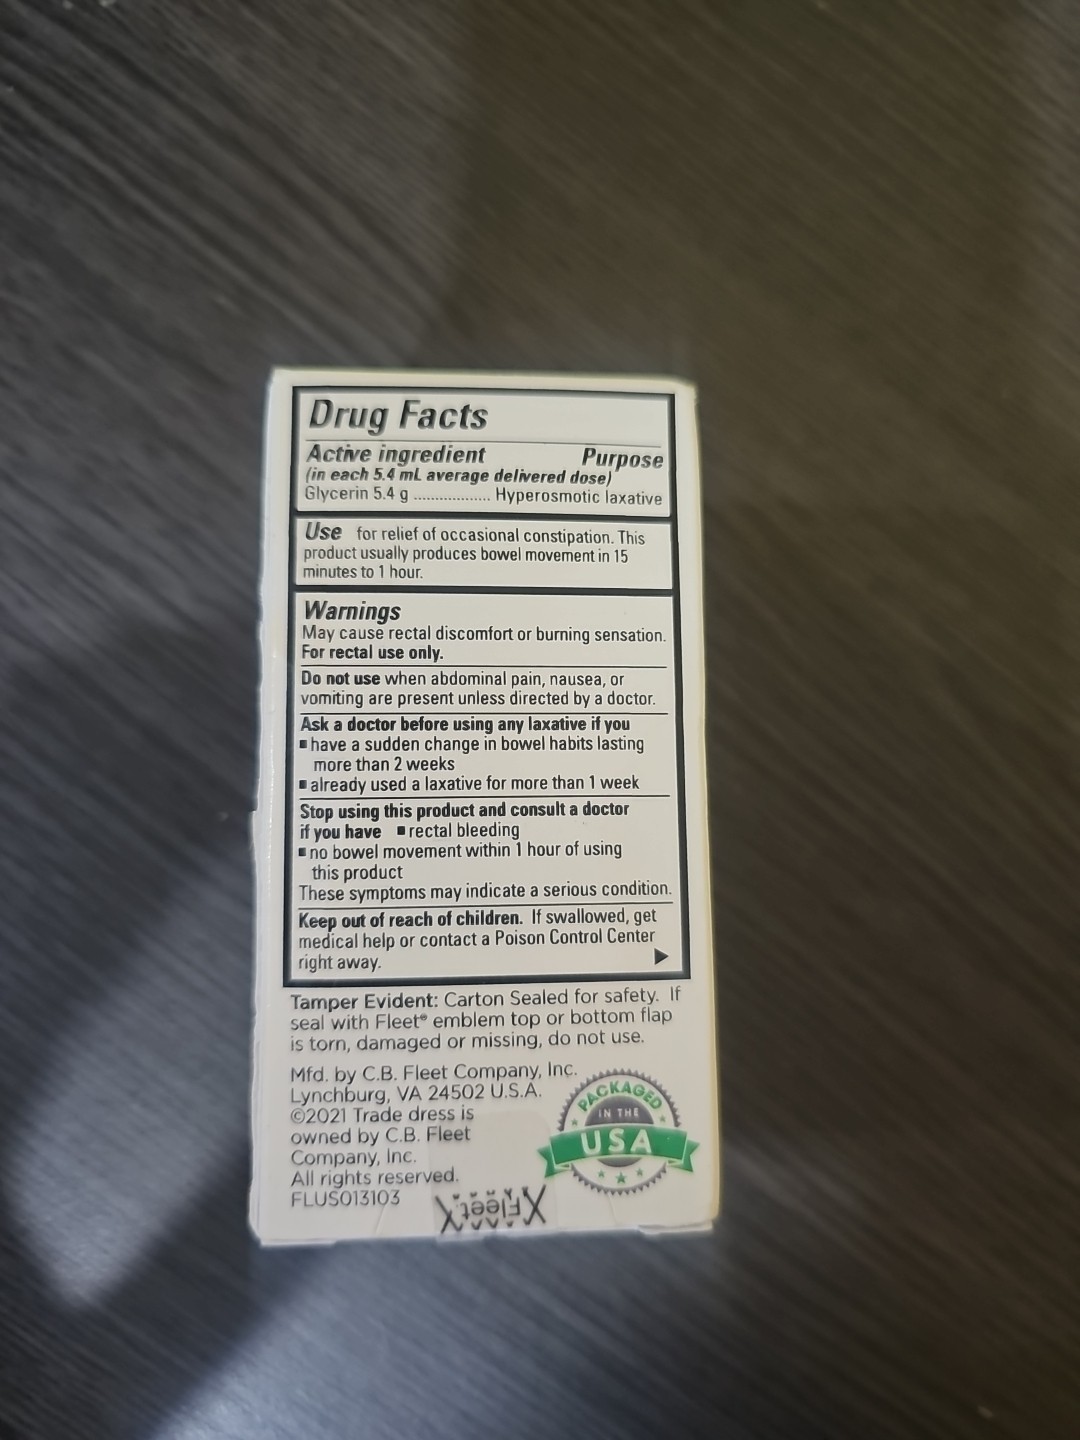 Drug Facts
Active ingredient Purpose
(in each 5.4 mL average delivered dose)
Glycerin 5.4 g .................. Hyperosmotic laxative
Use for relief of occasional constipation. This
product usually produces bowel movement in 15
minutes to 1 hour.
Warnings
May cause rectal discomfort or burning sensation.
For rectal use only.
Do not use when abdominal pain, nausea, or
vomiting are present unless directed by a doctor.
Ask a doctor before using any laxative if you
■ have a sudden change in bowel habits lasting
more than 2 weeks
■ already used a laxative for more than 1 week
Stop using this product and consult a doctor
if you have ■ rectal bleeding
■ no bowel movement within 1 hour of using
this product
These symptoms may indicate a serious condition.
Keep out of reach of children. If swallowed, get
medical help or contact a Poison Control Center
right away. ▶
Tamper Evident: Carton Sealed for safety. If
seal with Fleet® emblem top or bottom flap
is torn, damaged or missing, do not use.
Mfd. by C.B. Fleet Company, Inc.
Lynchburg, VA 24502 U.S.A.
©2021 Trade dress is
owned by C.B. Fleet
Company, Inc.
All rights reserved.
FLUS013103
PACKAGED
IN THE
USA
Fleet